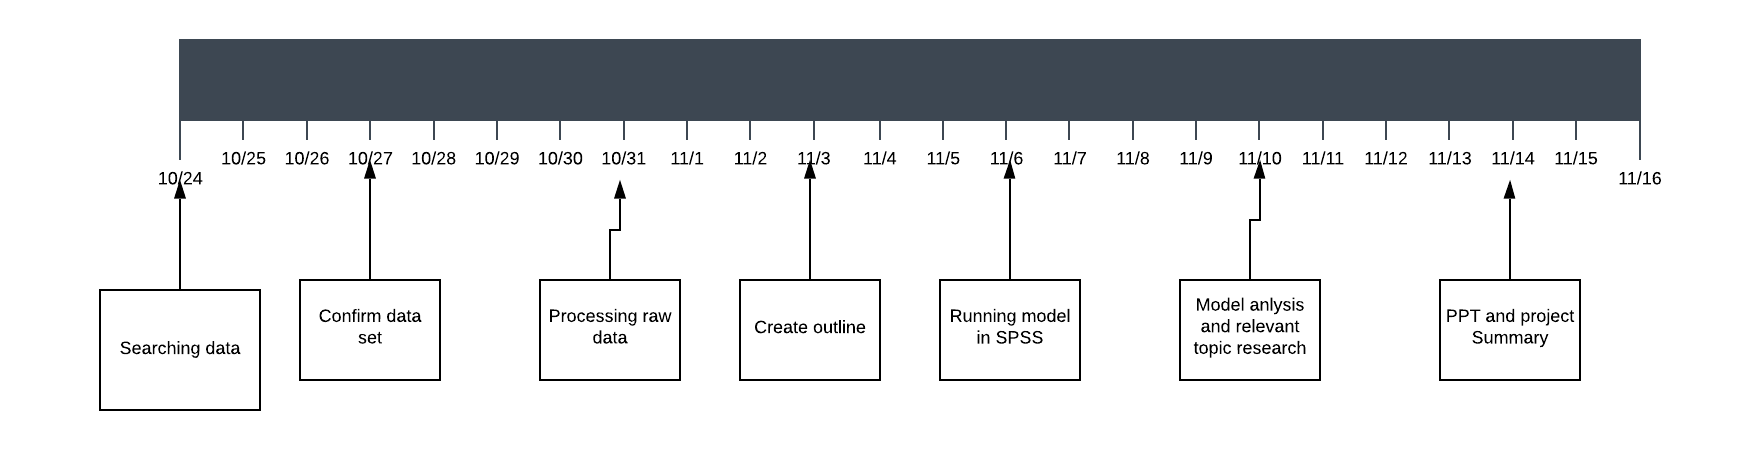 10/24
10/25
10/26
10/27
10/28
10/29
10/30
10/31
11/1
11/2
11/3
11/4
11/5
11/6
11/7
11/8
11/9
11/10
11/11
11/12
11/13
11/14
11/15
11/16
Searching data
Confirm data
set
Processing raw
data
Create outline
Running model
in SPSS
Model anlysis
and relevant
topic research
PPT and project
Summary